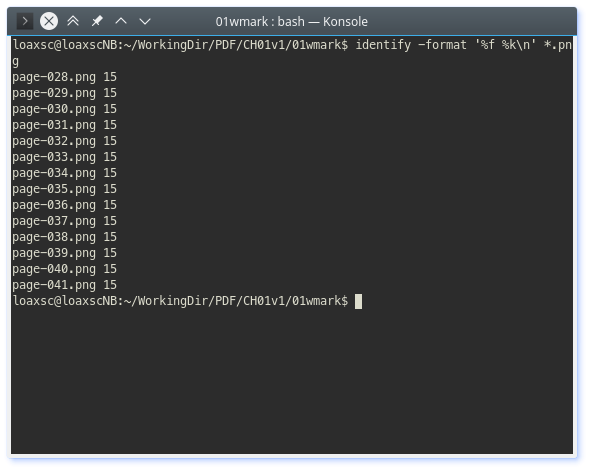 01wmark : bash — Konsole
loaxsc@loaxscNB:~/WorkingDir/PDF/CH01v1/01wmark$ identify -format '%f %k\n' *.pn
g
page-028.png 15
page-029.png 15
page-030.png 15
page-031.png 15
page-032.png 15
page-033.png 15
page-034.png 15
page-035.png 15
page-036.png 15
page-037.png 15
page-038.png 15
page-039.png 15
page-040.png 15
page-041.png 15
loaxsc@loaxscNB:~/WorkingDir/PDF/CH01v1/01wmark$